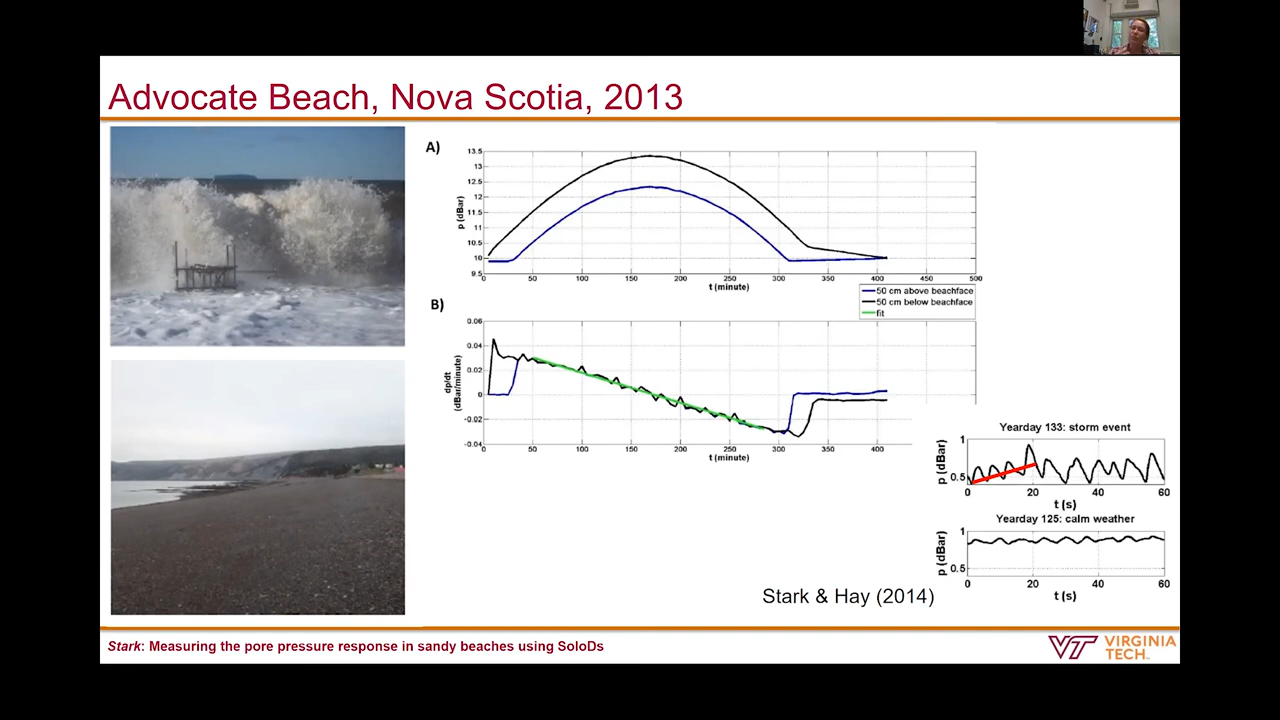 Advocate Beach, Nova Scotia, 2013
A)
13.5
13
12.5
12
11.5
11
10.5
10
9.5
p (dBar)
0 50 100 150 200 250 300 350 400 450 500
t (minute)
50 cm above beachface
50 cm below beachface
fit
B)
0.06
0.04
0.02
0
-0.02
-0.04
dp/dt
(dBar/minute)
0 50 100 150 200 250 300 350 400
t (minute)
Yearday 133: storm event
1
0.5
p (dBar)
0 20 40 60
t (s)
Yearday 125: calm weather
1
0.5
p (dBar)
0 20 40 60
t (s)
Stark & Hay (2014)
Stark: Measuring the pore pressure response in sandy beaches using SoloDs
VT VIRGINIA
TECH